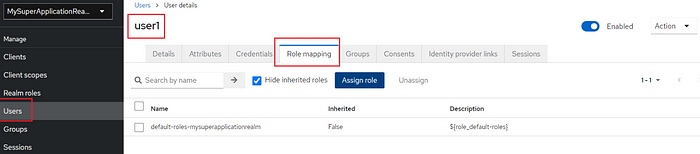 MySuperApplicationRea...
Manage
Clients
Client scopes
Realm roles
Users
Groups
Sessions
Users > User details
user1
Enabled
Action
Details Attributes Credentials Role mapping Groups Consents Identity provider links Sessions
Search by name Hide inherited roles Assign role Unassign 1-1
Name Inherited Description
default-roles-mysuperapplicationrealm False ${role_default-roles}